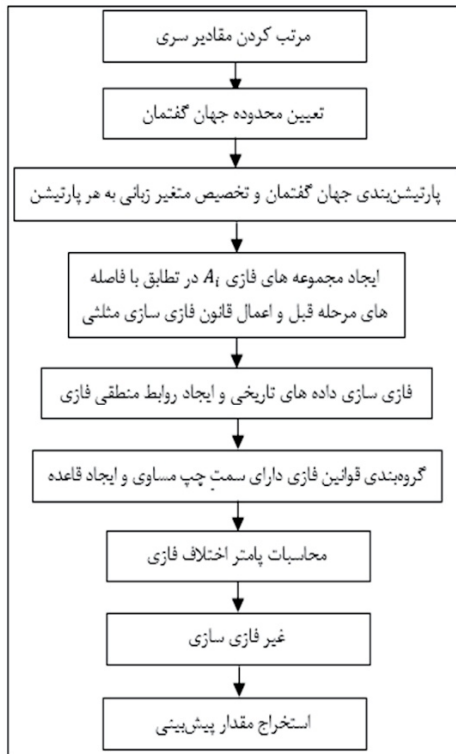 مرتب کردن مقادیر سری
تعیین محدوده جهان گفتمان
پارتیشن‌بندی جهان گفتمان و تخصیص متغیر زبانی به هر پارتیشن
ایجاد مجموعه های فازی A_i در تطابق با فاصله
های مرحله قبل و اعمال قانون فازی سازی مثلثی
فازی سازی داده های تاریخی و ایجاد روابط منطقی فازی
گروه‌بندی قوانین فازی دارای سمتِ چپ مساوی و ایجاد قاعده
محاسبات پامتر اختلاف فازی
غیر فازی سازی
استخراج مقدار پیش‌بینی